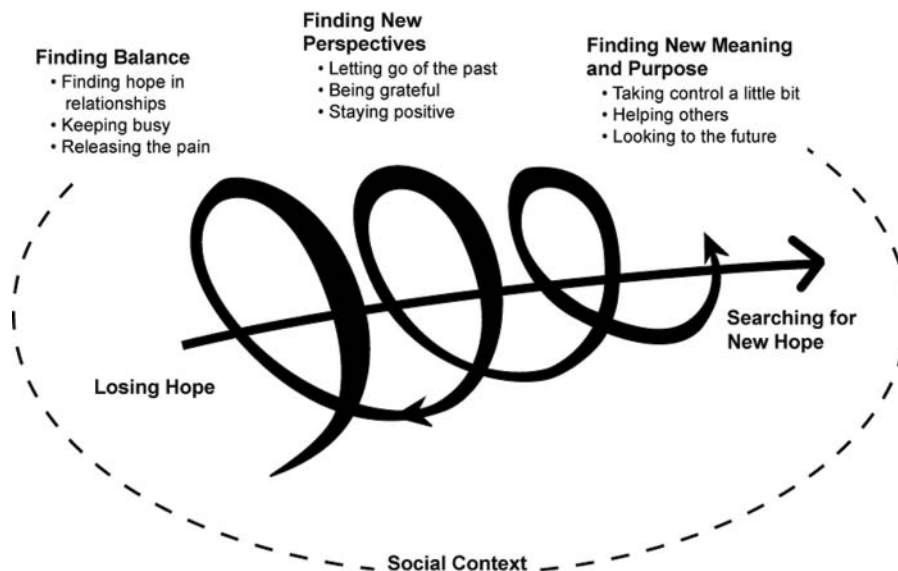 Finding Balance
• Finding hope in
relationships
• Keeping busy
• Releasing the pain
Finding New
Perspectives
• Letting go of the past
• Being grateful
• Staying positive
Finding New Meaning
and Purpose
• Taking control a little bit
• Helping others
• Looking to the future
Losing Hope
Searching for
New Hope
Social Context